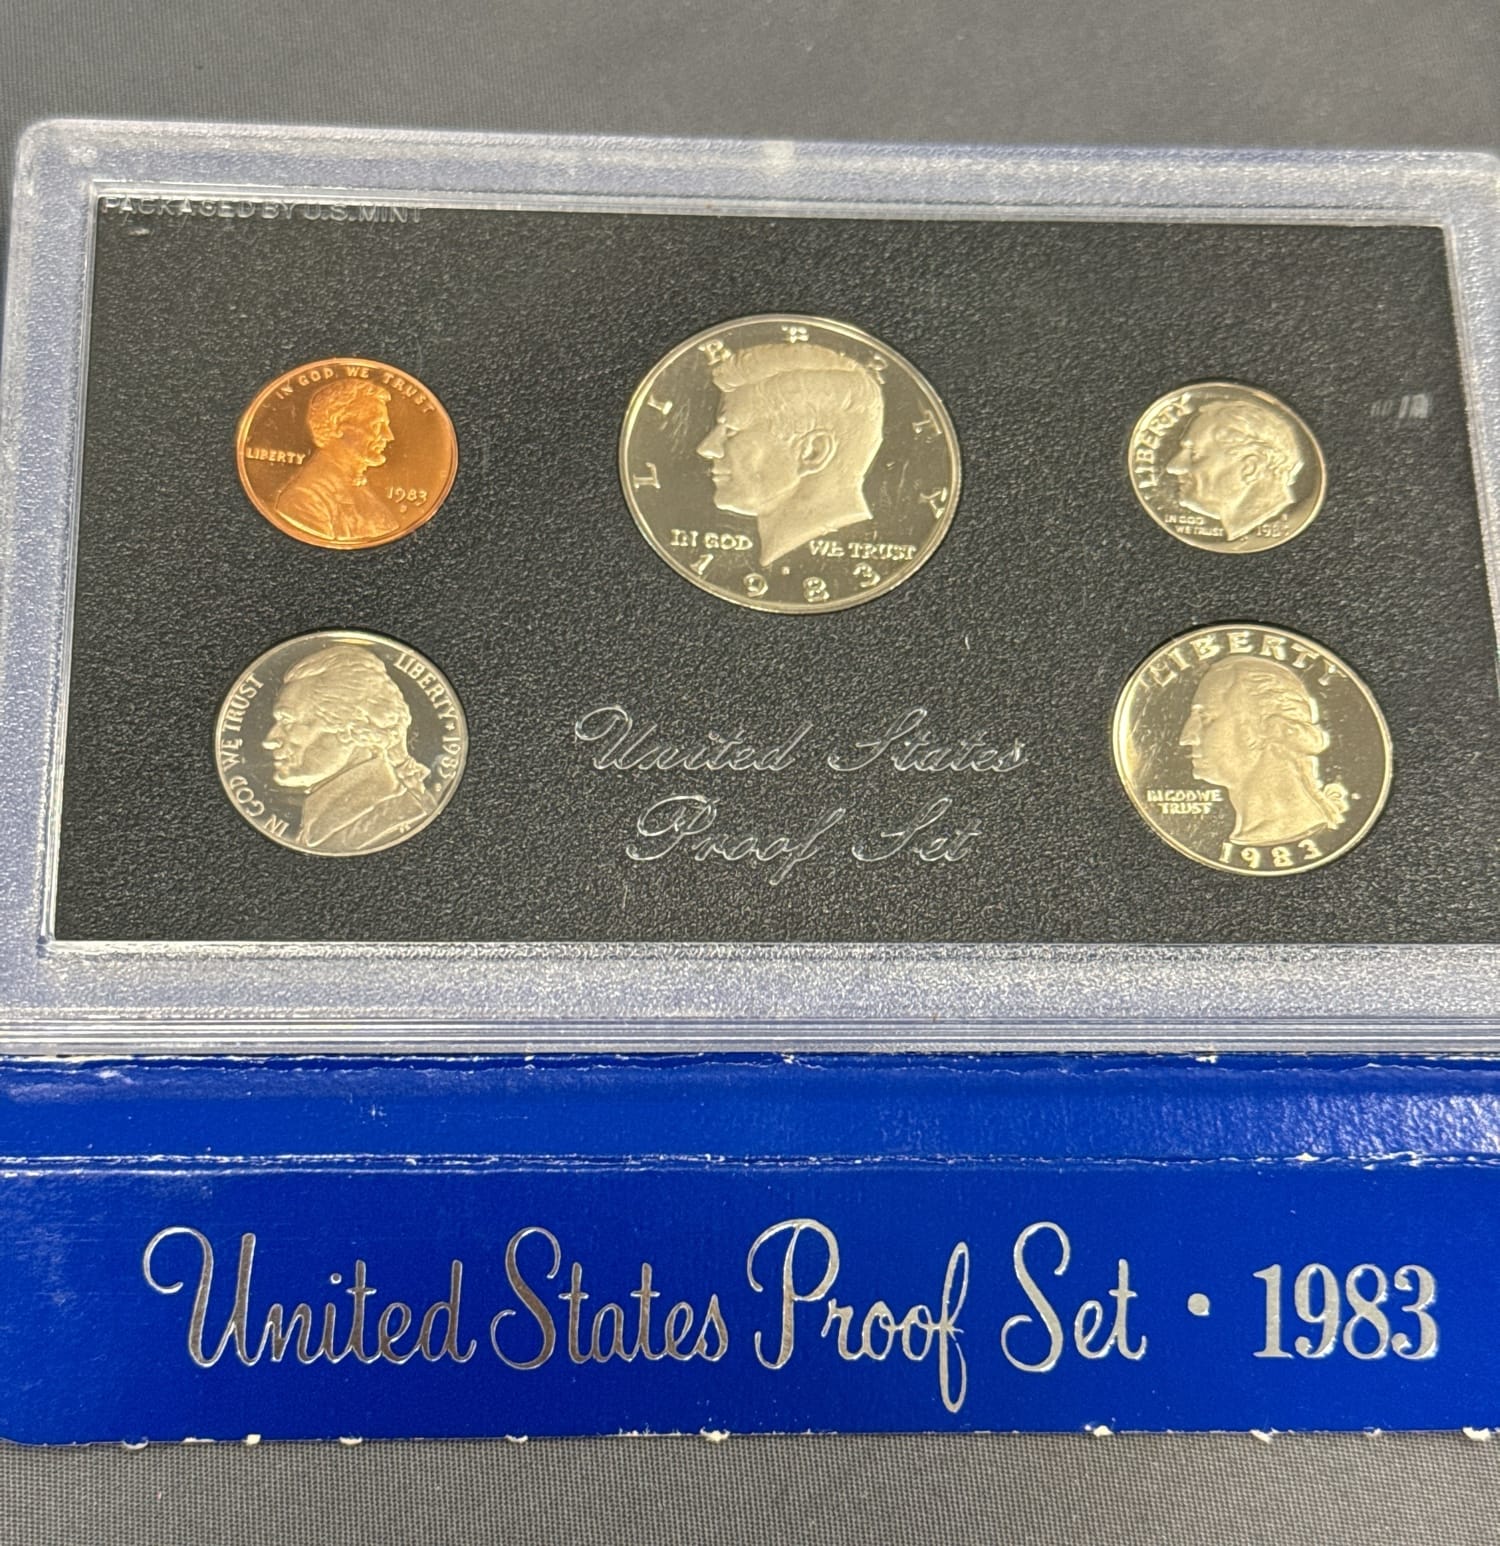 PACKAGED BY U.S. MINT
IN GOD WE TRUST
LIBERTY
1983
LIBERTY
IN GOD WE TRUST
1983
LIBERTY
IN GOD
WE TRUST
IN GOD WE TRUST
LIBERTY
1983
LIBERTY
IN GOD WE
TRUST
1983
United States
Proof Set
United States Proof Set • 1983